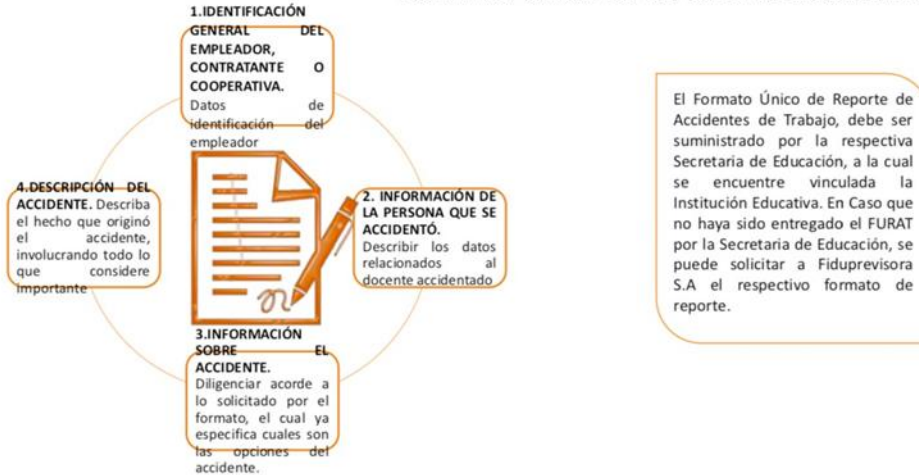 1.IDENTIFICACIÓN
GENERAL DEL
EMPLEADOR,
CONTRATANTE O
COOPERATIVA.
Datos de
identificación del
empleador
2. INFORMACIÓN DE
LA PERSONA QUE SE
ACCIDENTÓ.
Describir los datos
relacionados al
docente accidentado
3.INFORMACIÓN
SOBRE EL
ACCIDENTE.
Diligenciar acorde a
lo solicitado por el
formato, el cual ya
especifica cuales son
las opciones del
accidente.
4.DESCRIPCIÓN DEL
ACCIDENTE. Describa
el hecho que originó
el accidente,
involucrando todo lo
que considere
importante
El Formato Único de Reporte de
Accidentes de Trabajo, debe ser
suministrado por la respectiva
Secretaria de Educación, a la cual
se encuentre vinculada la
Institución Educativa. En Caso que
no haya sido entregado el FURAT
por la Secretaria de Educación, se
puede solicitar a Fiduprevisora
S.A el respectivo formato de
reporte.